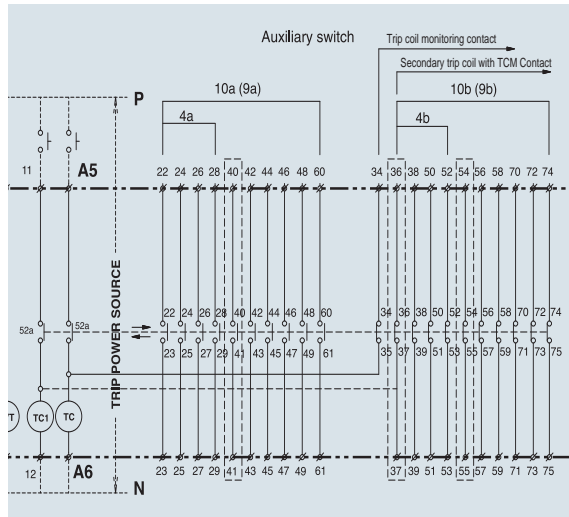 Auxiliary switch
Trip coil monitoring contact
Secondary trip coil with TCM Contact
P
10a (9a)
10b (9b)
4a
4b
11
A5
22 24 26 28 40 42 44 46 48 60
34 36 38 50 52 54 56 58 70 72 74
TRIP POWER SOURCE
22 24 26 28 40 42 44 46 48 60
34 36 38 50 52 54 56 58 70 72 74
52a
52a
23 25 27 29 41 43 45 47 49 61
35 37 39 51 53 55 57 59 71 73 75
TC1
TC
12
A6
23 25 27 29 41 43 45 47 49 61
37 39 51 53 55 57 59 71 73 75
N